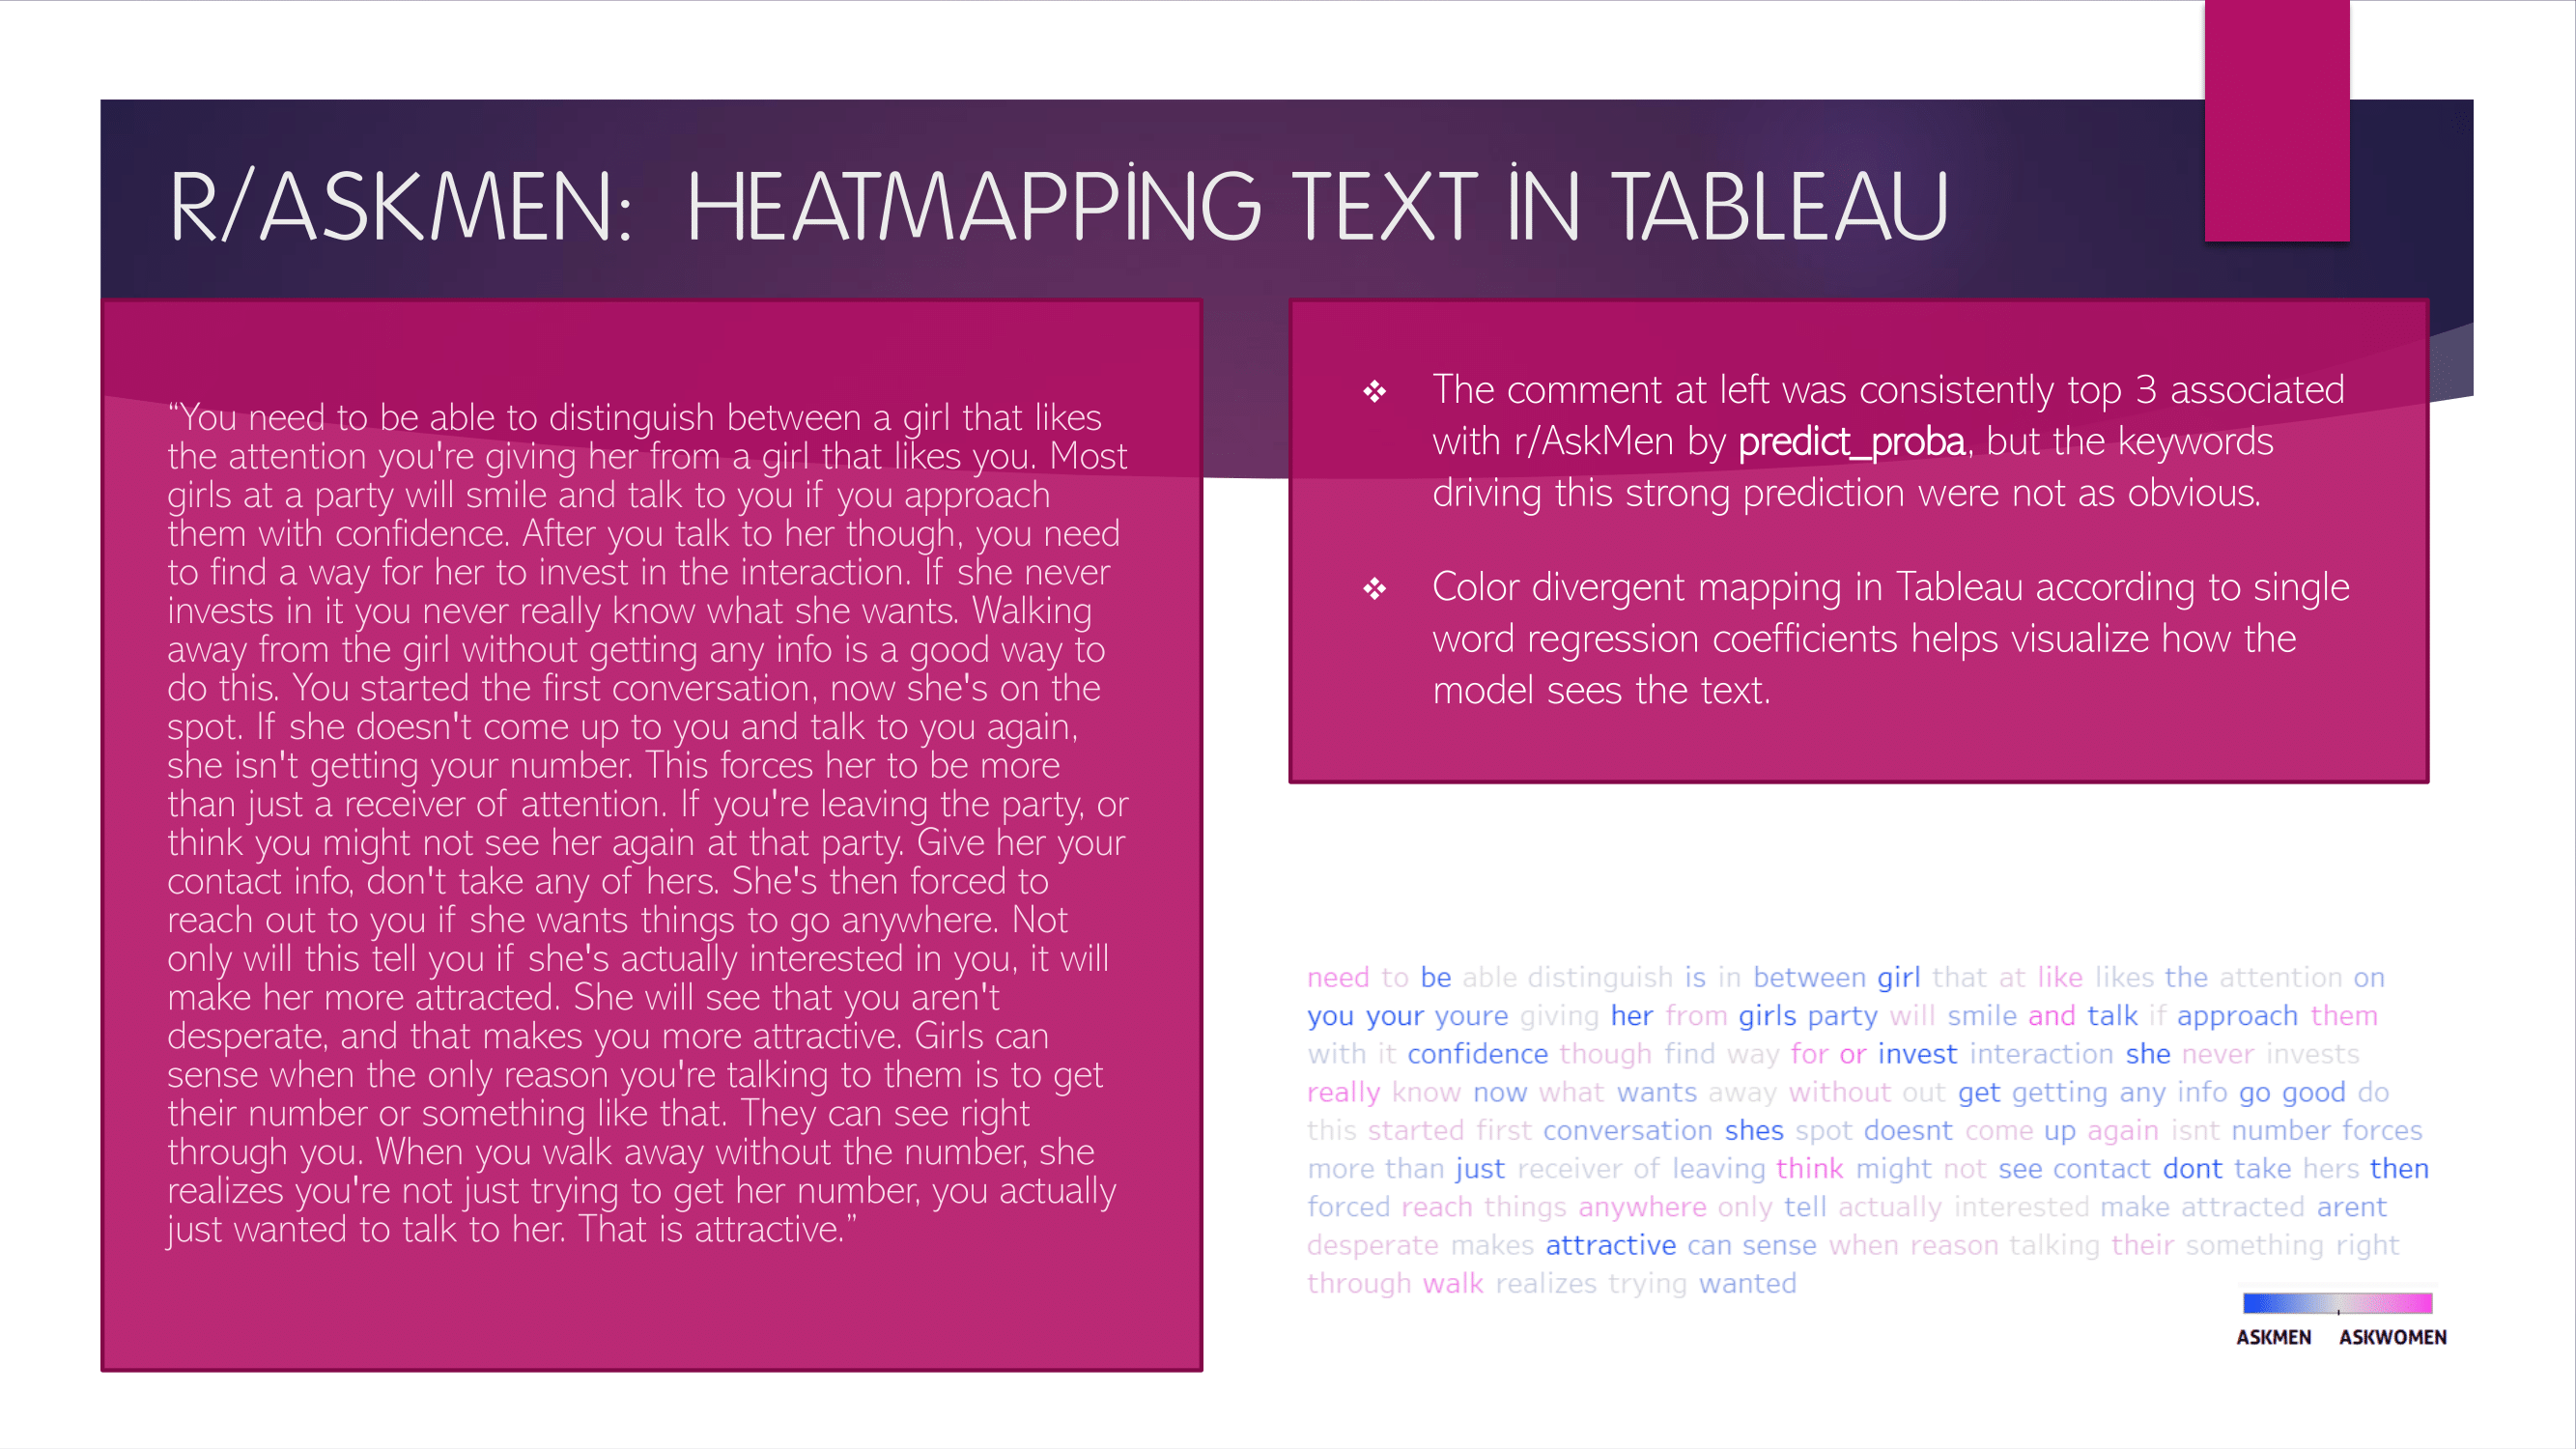 R/ASKMEN: HEATMAPPING TEXT IN TABLEAU
“You need to be able to distinguish between a girl that likes
the attention you're giving her from a girl that likes you. Most
girls at a party will smile and talk to you if you approach
them with confidence. After you talk to her though, you need
to find a way for her to invest in the interaction. If she never
invests in it you never really know what she wants. Walking
away from the girl without getting any info is a good way to
do this. You started the first conversation, now she's on the
spot. If she doesn't come up to you and talk to you again,
she isn't getting your number. This forces her to be more
than just a receiver of attention. If you're leaving the party, or
think you might not see her again at that party. Give her your
contact info, don't take any of hers. She's then forced to
reach out to you if she wants things to go anywhere. Not
only will this tell you if she's actually interested in you, it will
make her more attracted. She will see that you aren't
desperate, and that makes you more attractive. Girls can
sense when the only reason you're talking to them is to get
their number or something like that. They can see right
through you. When you walk away without the number, she
realizes you're not just trying to get her number, you actually
just wanted to talk to her. That is attractive.”
❖ The comment at left was consistently top 3 associated
with r/AskMen by predict_proba, but the keywords
driving this strong prediction were not as obvious.
❖ Color divergent mapping in Tableau according to single
word regression coefficients helps visualize how the
model sees the text.
need to be able distinguish is in between girl that at like likes the attention on
you your youre giving her from girls party will smile and talk if approach them
with it confidence though find way for or invest interaction she never invests
really know now what wants away without out get getting any info go good do
this started first conversation shes spot doesnt come up again isnt number forces
more than just receiver of leaving think might not see contact dont take hers then
forced reach things anywhere only tell actually interested make attracted arent
desperate makes attractive can sense when reason talking their something right
through walk realizes trying wanted
ASKMEN ASKWOMEN